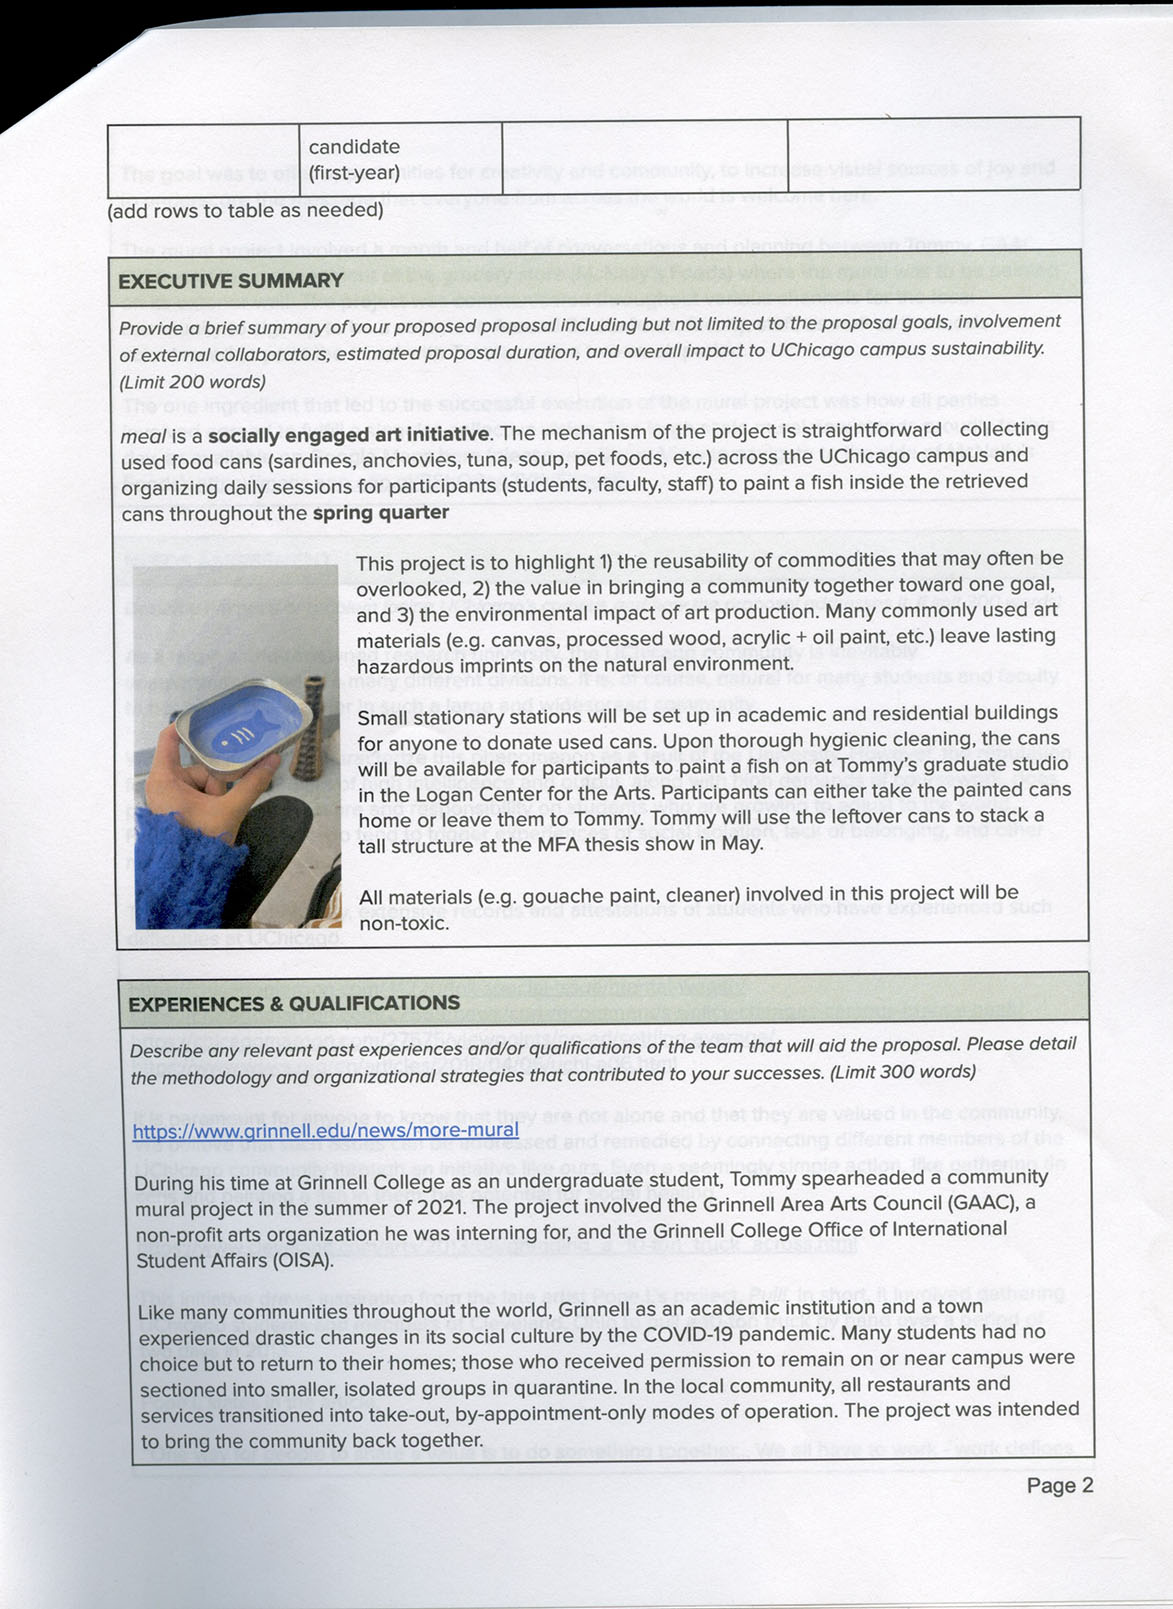 candidate
(first-year)
(add rows to table as needed)
EXECUTIVE SUMMARY
Provide a brief summary of your proposed proposal including but not limited to the proposal goals, involvement
of external collaborators, estimated proposal duration, and overall impact to UChicago campus sustainability.
(Limit 200 words)
meal is a socially engaged art initiative. The mechanism of the project is straightforward: collecting
used food cans (sardines, anchovies, tuna, soup, pet foods, etc.) across the UChicago campus and
organizing daily sessions for participants (students, faculty, staff) to paint a fish inside the retrieved
cans throughout the spring quarter
This project is to highlight 1) the reusability of commodities that may often be
overlooked, 2) the value in bringing a community together toward one goal,
and 3) the environmental impact of art production. Many commonly used art
materials (e.g. canvas, processed wood, acrylic + oil paint, etc.) leave lasting
hazardous imprints on the natural environment.
Small stationary stations will be set up in academic and residential buildings
for anyone to donate used cans. Upon thorough hygienic cleaning, the cans
will be available for participants to paint a fish on at Tommy's graduate studio
in the Logan Center for the Arts. Participants can either take the painted cans
home or leave them to Tommy. Tommy will use the leftover cans to stack a
tall structure at the MFA thesis show in May.
All materials (e.g. gouache paint, cleaner) involved in this project will be
non-toxic.
EXPERIENCES & QUALIFICATIONS
Describe any relevant past experiences and/or qualifications of the team that will aid the proposal. Please detail
the methodology and organizational strategies that contributed to your successes. (Limit 300 words)
https://www.grinnell.edu/news/more-mural
During his time at Grinnell College as an undergraduate student, Tommy spearheaded a community
mural project in the summer of 2021. The project involved the Grinnell Area Arts Council (GAAC), a
non-profit arts organization he was interning for, and the Grinnell College Office of International
Student Affairs (OISA).
Like many communities throughout the world, Grinnell as an academic institution and a town
experienced drastic changes in its social culture by the COVID-19 pandemic. Many students had no
choice but to return to their homes; those who received permission to remain on or near campus were
sectioned into smaller, isolated groups in quarantine. In the local community, all restaurants and
services transitioned into take-out, by-appointment-only modes of operation. The project was intended
to bring the community back together.
Page 2